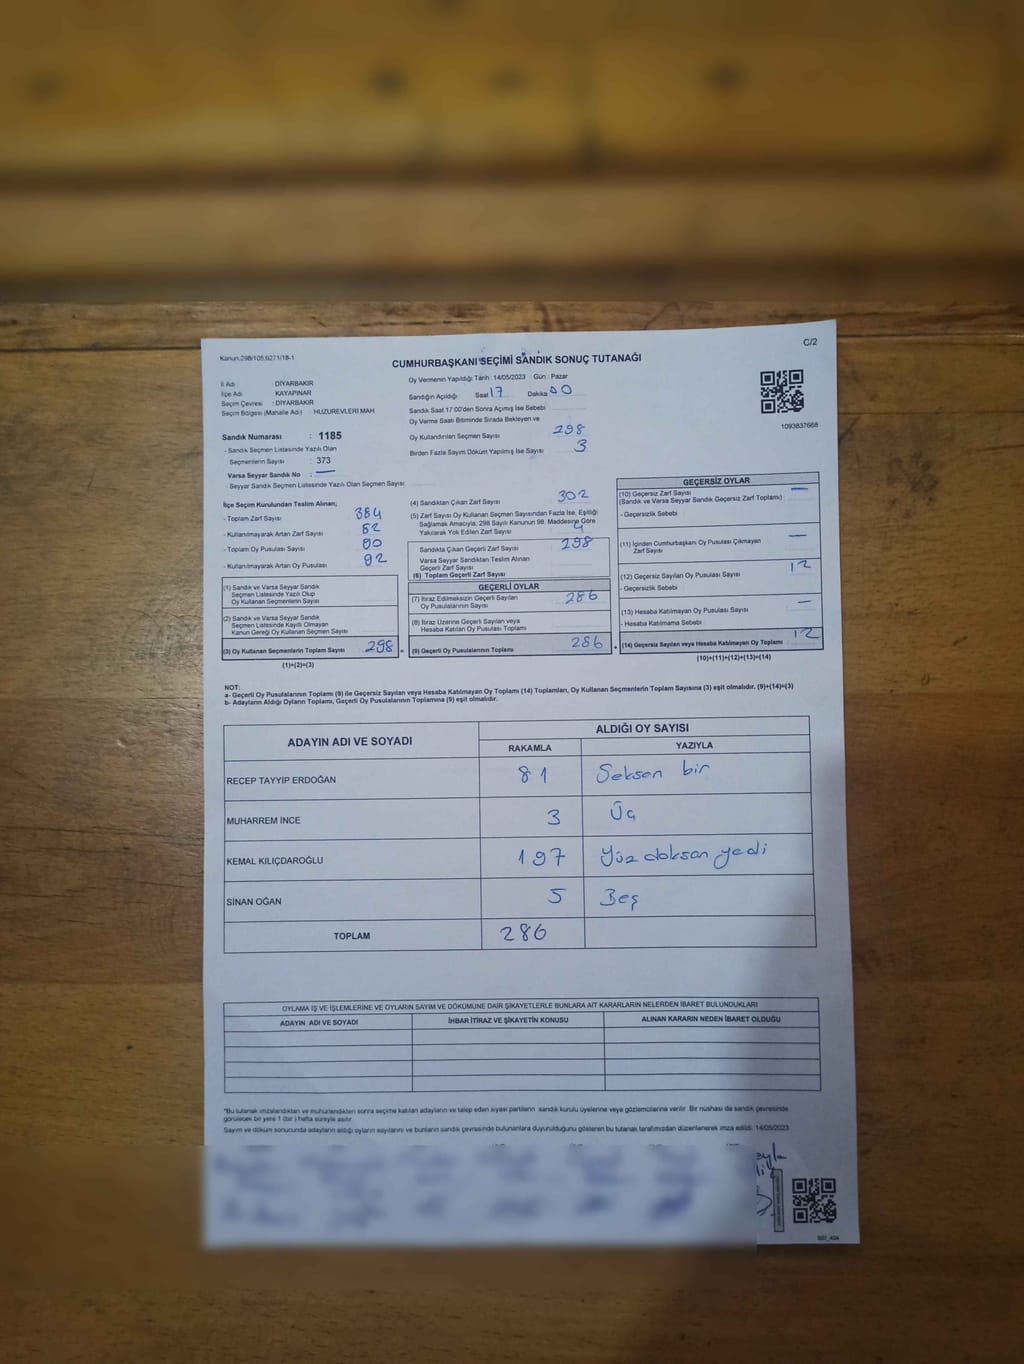 Kanun.298/105.6271/18-1
C/2
CUMHURBAŞKANI SEÇİMİ SANDIK SONUÇ TUTANAĞI
İl Adı : DİYARBAKIR
İlçe Adı : KAYAPINAR
Seçim Çevresi : DİYARBAKIR
Seçim Bölgesi (Mahalle Adı) : HUZUREVLERİ MAH.
Sandık Numarası : 1185
- Sandık Seçmen Listesinde Yazılı Olan
Seçmenlerin Sayısı : 373
Varsa Seyyar Sandık No :
- Seyyar Sandık Seçmen Listesinde Yazılı Olan Seçmen Sayısı:
Oy Vermenin Yapıldığı Tarih :14/05/2023 Gün : Pazar
Sandığın Açıldığı Saat 17 Dakika 00
Sandık Saat 17:00'den Sonra Açımış İse Sebebi
Oy Verme Saati Bitiminde Sırada Bekleyen ve
Oy Kullandırılan Seçmen Sayısı 298
Birden Fazla Sayım Döküm Yapılmış İse Sayısı 3
1093837668
İlçe Seçim Kurulundan Teslim Alınan;
- Toplam Zarf Sayısı 384
- Kullanılmayarak Artan Zarf Sayısı 82
- Toplam Oy Pusulası Sayısı
- Kullanılmayarak Artan Oy Pusulası 92
(1) Sandık ve Varsa Seyyar Sandık
Seçmen Listesinde Yazılı Olup
Oy Kullanan Seçmenlerin Sayısı
(2) Sandık ve Varsa Seyyar Sandık
Seçmen Listesinde Kayılı Olmayan
Kanun Gereği Oy Kullanan Seçmen Sayısı
(3) Oy Kullanan Seçmenlerin Toplam Sayısı 298 =
(1)+(2)=(3)
(4) Sandıktan Çıkan Zarf Sayısı 302
(5) Zarf Sayısı Oy Kullanan Seçmen Sayısından Fazla İse, Eşitliği
Sağlamak Amacıyla; 298 Sayılı Kanunun 98. Maddesine Göre
Yakılarak Yok Edilen Zarf Sayısı 4
Sandıkta Çıkan Geçerli Zarf Sayısı 298
Varsa Seyyar Sandıktan Teslim Alınan
Geçerli Zarf Sayısı
(6) Toplam Geçerli Zarf Sayısı
GEÇERLİ OYLAR
(7) İtiraz Edilmeksizin Geçerli Sayılan
Oy Pusulalarının Sayısı 286
(8) İtiraz Üzerine Geçerli Sayılan veya
Hesaba Katılan Oy Pusulası Toplamı
(9) Geçerli Oy Pusulalarının Toplamı 286 +
GEÇERSİZ OYLAR
(10) Geçersiz Zarf Sayısı
(Sandık ve Varsa Seyyar Sandık Geçersiz Zarf Toplamı) —
- Geçersizlik Sebebi
(11) İçinden Cumhurbaşkanı Oy Pusulası Çıkmayan
Zarf Sayısı —
(12) Geçersiz Sayılan Oy Pusulası Sayısı 12
- Geçersizlik Sebebi
(13) Hesaba Katılmayan Oy Pusulası Sayısı —
- Hesaba Katılmama Sebebi
(14) Geçersiz Sayılan veya Hesaba Katılmayan Oy Toplamı 12
(10)+(11)+(12)+(13)=(14)
NOT:
a- Geçerli Oy Pusulalarının Toplamı (9) ile Geçersiz Sayılan veya Hesaba Katılmayan Oy Toplamı (14) Toplamları, Oy Kullanan Seçmenlerin Toplam Sayısına (3) eşit olmalıdır. (9)+(14)=(3)
b- Adayların Aldığı Oyların Toplamı, Geçerli Oy Pusulalarının Toplamına (9) eşit olmalıdır.
ADAYIN ADI VE SOYADI
ALDIĞI OY SAYISI
RAKAMLA YAZIYLA
RECEP TAYYIP ERDOĞAN 81 Seksen bir
MUHARREM İNCE 3 Üç
KEMAL KILIÇDAROĞLU 197 Yüz doksan yedi
SİNAN OĞAN 5 Beş
TOPLAM 286
OYLAMA İŞ VE İŞLEMLERİNE VE OYLARIN SAYIM VE DÖKÜMÜNE DAİR ŞİKAYETLERLE BUNLARA AİT KARARLARIN NELERDEN İBARET BULUNDUKLARI
ADAYIN ADI VE SOYADI İHBAR İTİRAZ VE ŞİKAYETİN KONUSU ALINAN KARARIN NEDEN İBARET OLDUĞU
*Bu tutanak imzalandıktan ve mühürlendikten sonra seçime katılan adayların ve talep eden siyasi partilerin sandık kurulu üyelerine veya gözlemcilerine verilir. Bir nüshası da sandık çevresinde
görülecek bir yere 1 (bir ) hafta süreyle asılır.
Sayım ve döküm sonucunda adayların aldığı oyların sayılarını ve bunların sandık çevresinde bulunanlara duyurulduğunu gösteren bu tutanak tarafımızdan düzenlenerek imza edildi. 14/05/2023